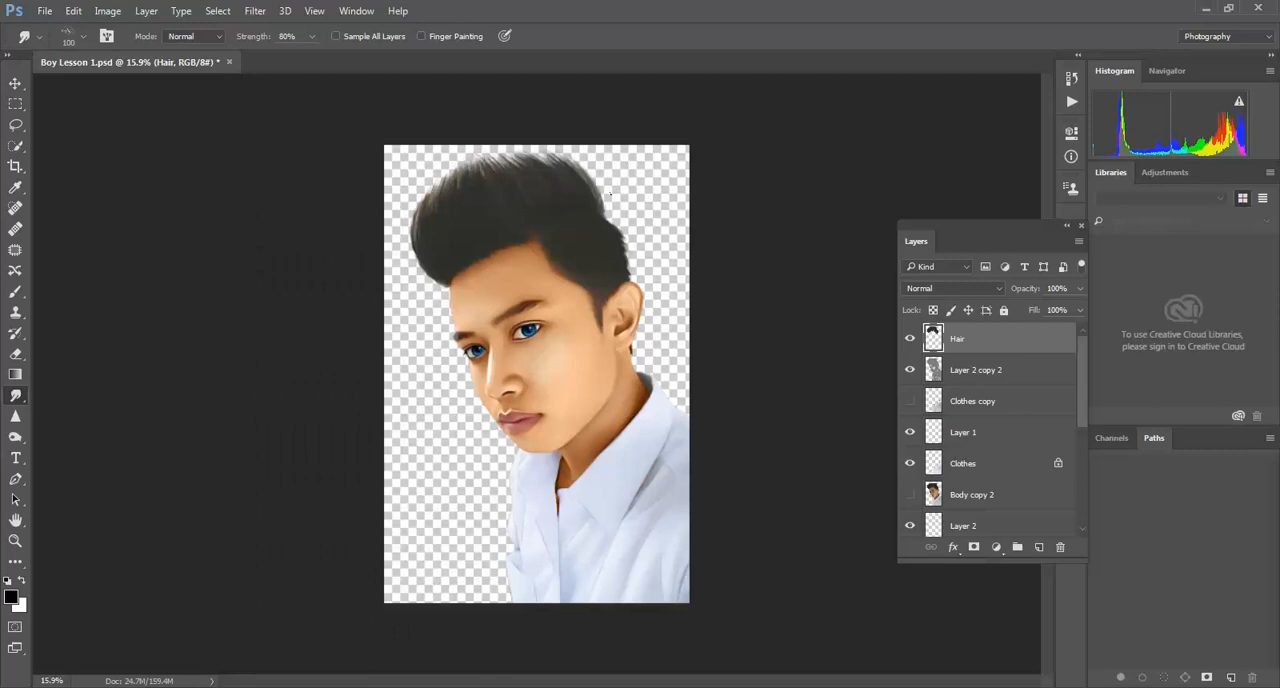 Ps File Edit Image Layer Type Select Filter 3D View Window Help
100 Mode: Normal Strength: 80% Sample All Layers Finger Painting Photography
Boy Lesson 1.psd @ 15.9% (Hair, RGB/8#) *
Histogram Navigator
Libraries Adjustments
To use Creative Cloud Libraries,
please sign in to Creative Cloud
Channels Paths
Layers
Kind
Normal Opacity: 100%
Lock: Fill: 100%
Hair
Layer 2 copy 2
Clothes copy
Layer 1
Clothes
Body copy 2
Layer 2
fx
15.9% Doc: 24.7M/159.4M